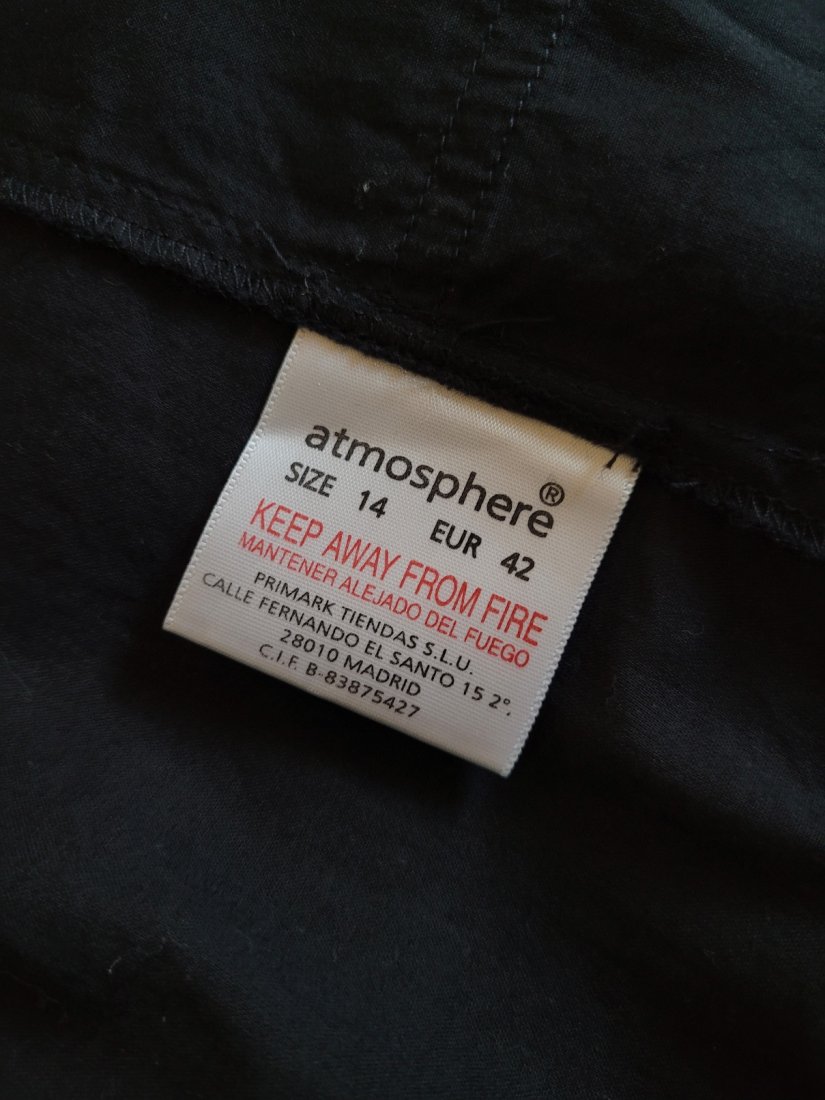 atmosphere®
SIZE 14 EUR 42
KEEP AWAY FROM FIRE
MANTENER ALEJADO DEL FUEGO
PRIMARK TIENDAS S.L.U.
CALLE FERNANDO EL SANTO 15 2º.
28010 MADRID
C.I.F. B-83875427